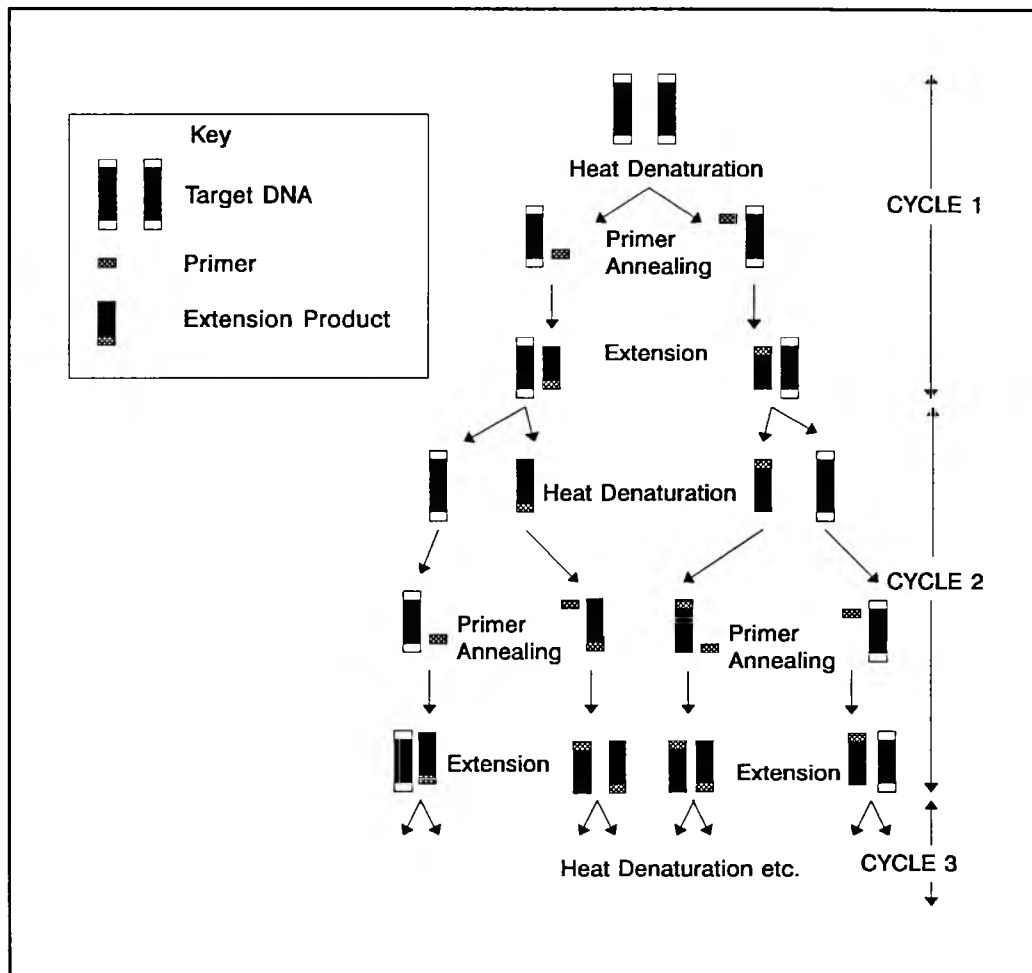 Key
Target DNA
Primer
Extension Product
Heat Denaturation
CYCLE 1
Primer
Annealing
Extension
Heat Denaturation
CYCLE 2
Primer
Annealing
Primer
Annealing
Extension
Extension
Heat Denaturation etc.
CYCLE 3